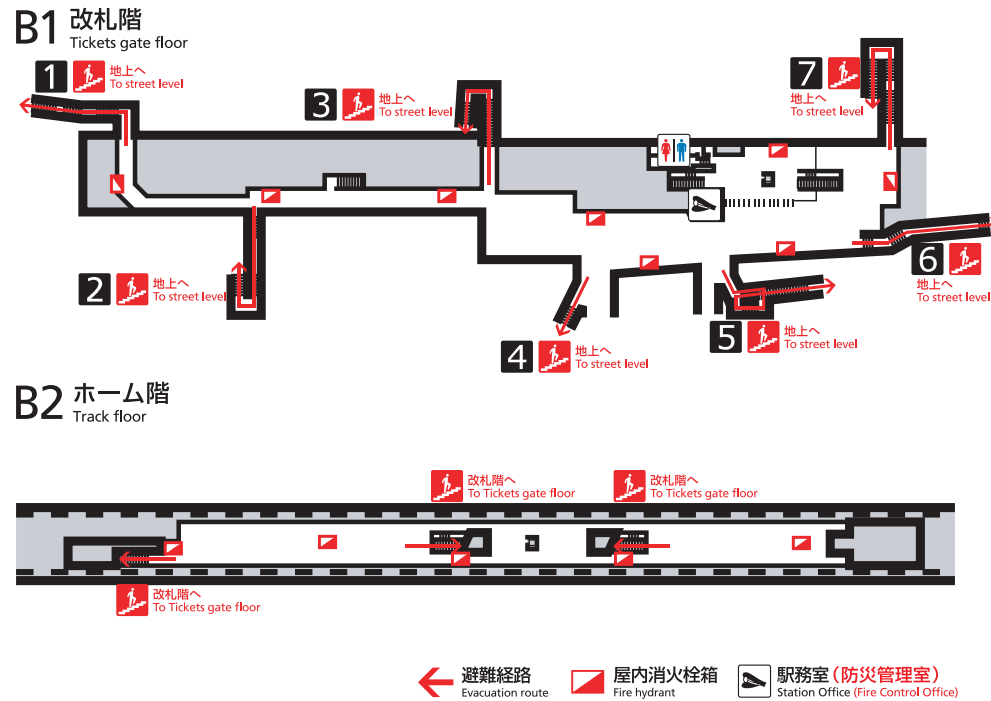 B1 改札階
Tickets gate floor
1 地上へ
To street level
3 地上へ
To street level
7
地上へ
To street level
2 地上へ
To street level
6
地上へ
To street level
5 地上へ
To street level
4 地上へ
To street level
B2 ホーム階
Track floor
改札階へ
To Tickets gate floor
改札階へ
To Tickets gate floor
改札階へ
To Tickets gate floor
避難経路
Evacuation route
屋内消火栓箱
Fire hydrant
駅務室(防災管理室)
Station Office (Fire Control Office)